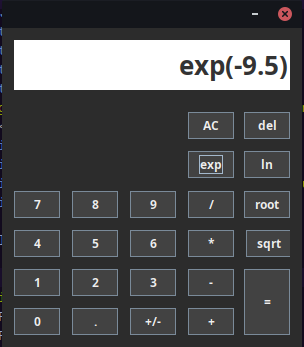 exp(-9.5)
AC del
exp ln
7 8 9 / root
4 5 6 * sqrt
1 2 3 - =
0 . +/- +